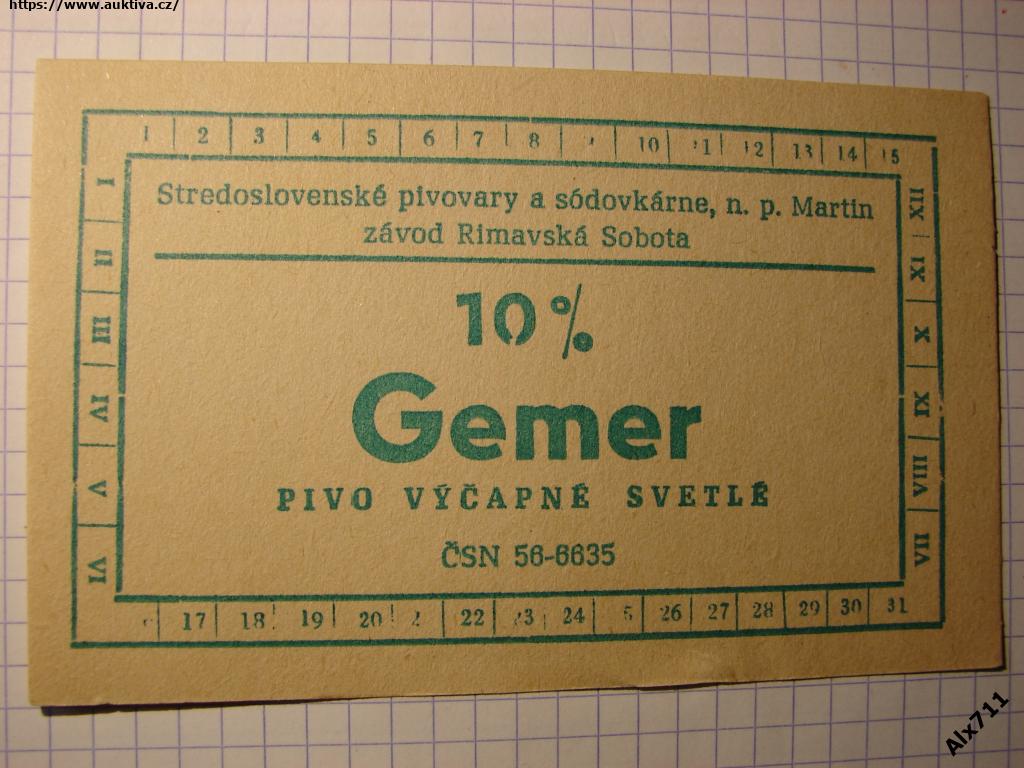 https://www.auktiva.cz/
1 2 3 4 5 6 7 8 10 11 12 13 14 15
I II III IV V VI
Stredoslovenské pivovary a sódovkárne, n. p. Martin
závod Rimavská Sobota
10%
Gemer
PIVO VÝČAPNÉ SVETLÉ
ČSN 56-6635
XII XI X IX VIII VII
17 18 19 20 22 23 24 5 26 27 28 29 30 31
Alx711